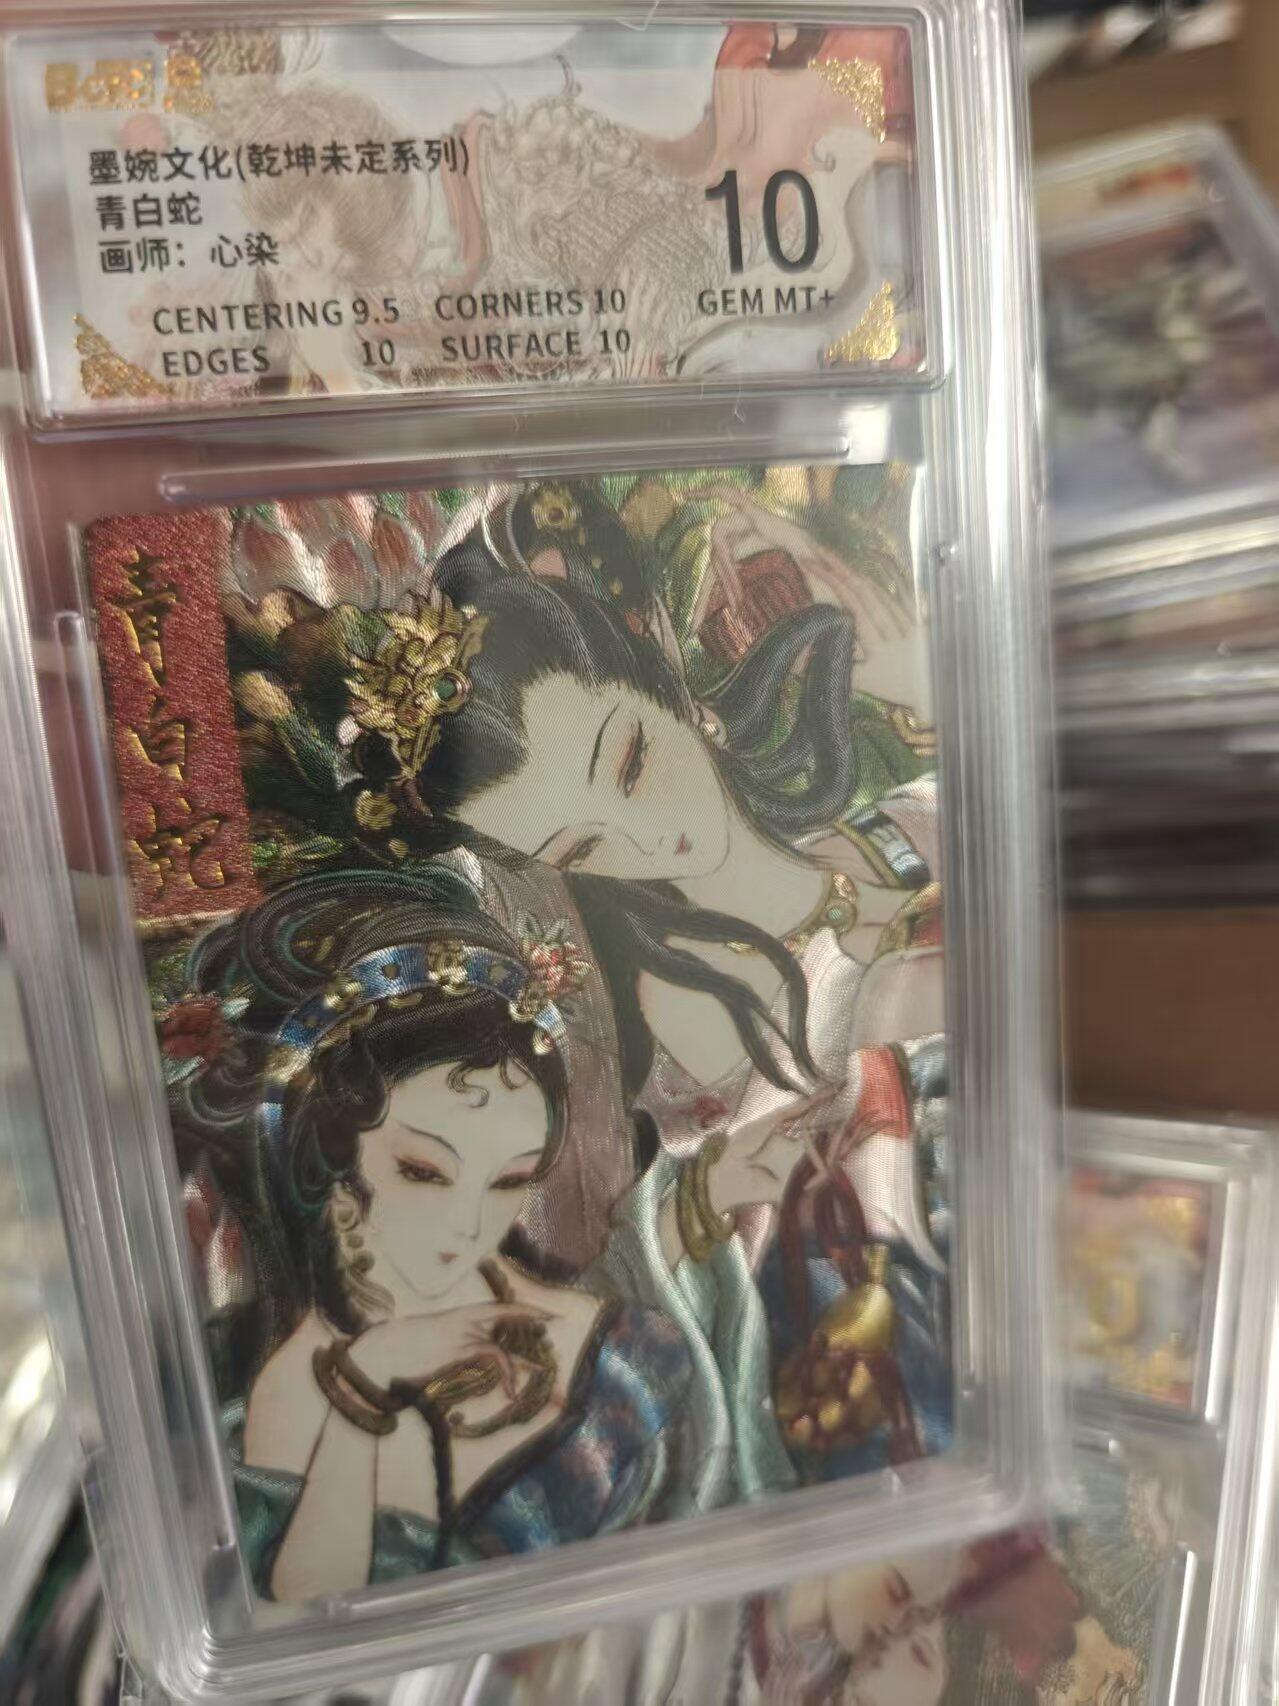 墨婉文化(乾坤未定系列)
青白蛇
画师：心染
10
CENTERING 9.5 CORNERS 10 GEM MT+
EDGES 10 SURFACE 10
青白蛇